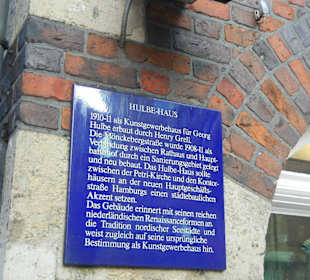 HULBE-HAUS
1910-11 als Kunstgewerbehaus für Georg
Hulbe erbaut durch Henry Grell.
Die Mönckebergstraße wurde 1908-11 als
Verbindung zwischen Rathaus und Haupt-
bahnhof durch ein Sanierungsgebiet gelegt
und neu bebaut. Das Hulbe-Haus sollte
zwischen der Petri-Kirche und den Kontor-
häusern an der neuen Hauptgeschäfts-
straße Hamburgs einen städtebaulichen
Akzent setzen.
Das Gebäude erinnert mit seinen reichen
niederländischen Renaissanceformen an
die Tradition nordischer Seestädte und
weist zugleich auf seine ursprüngliche
Bestimmung als Kunstgewerbehaus hin.